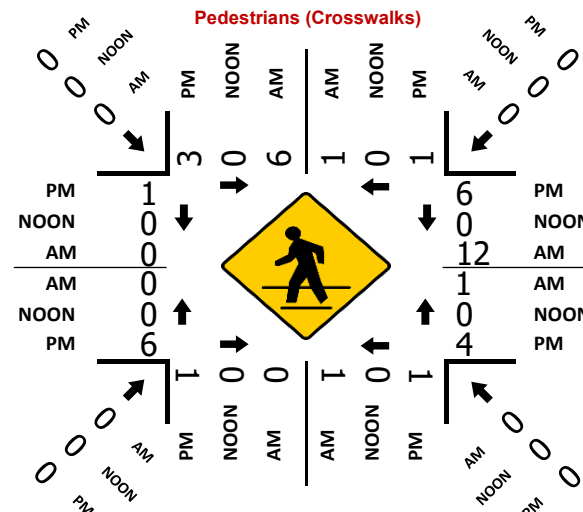 Pedestrians (Crosswalks)
PM NOON AM
0 0 0
PM NOON AM AM NOON PM
PM NOON AM
0 0 0
3 0 6 1 0 1
PM 1 6 PM
NOON 0 0 NOON
AM 0 12 AM
AM 0 1 AM
NOON 0 0 NOON
PM 6 4 PM
1 0 0 1 1
PM NOON AM AM NOON PM
0 0 0
AM NOON PM
0 0 0
AM NOON PM